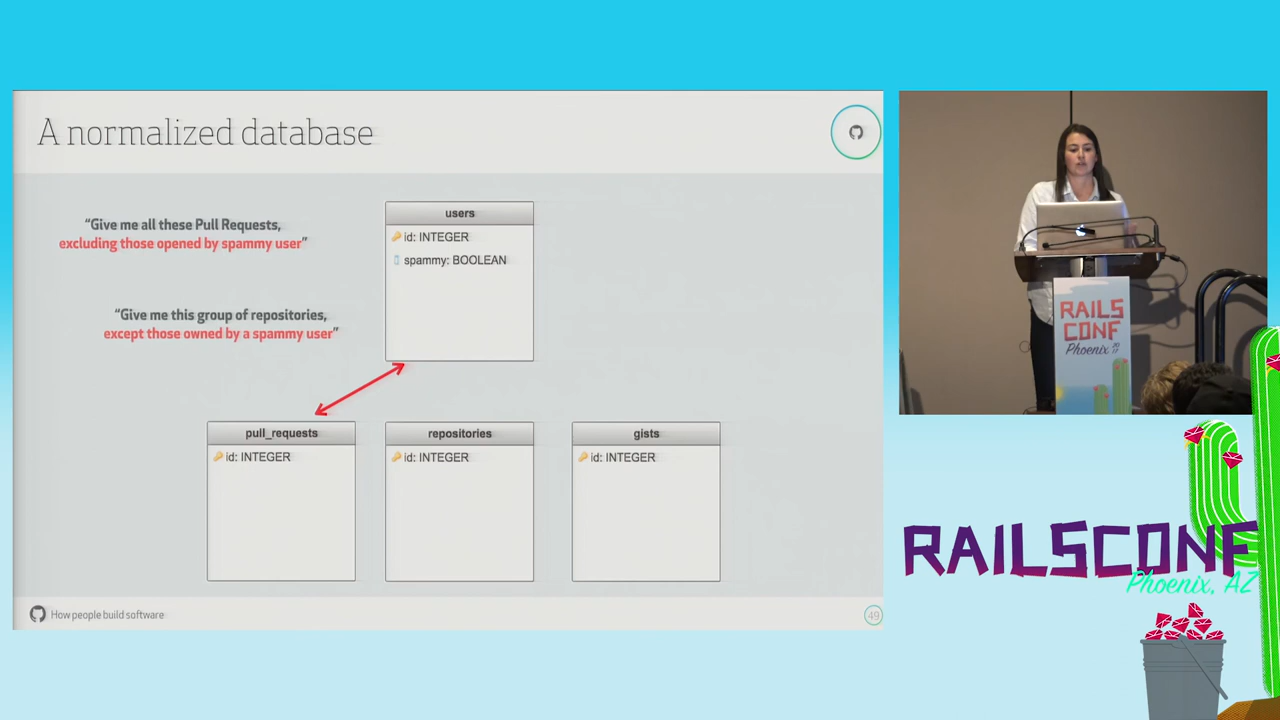 A normalized database
“Give me all these Pull Requests,
excluding those opened by spammy user”
“Give me this group of repositories,
except those owned by a spammy user”
users
id: INTEGER
spammy: BOOLEAN
pull_requests
id: INTEGER
repositories
id: INTEGER
gists
id: INTEGER
How people build software
49
RAILS
CONF
Phoenix 2017
RAILSCONF
Phoenix, AZ